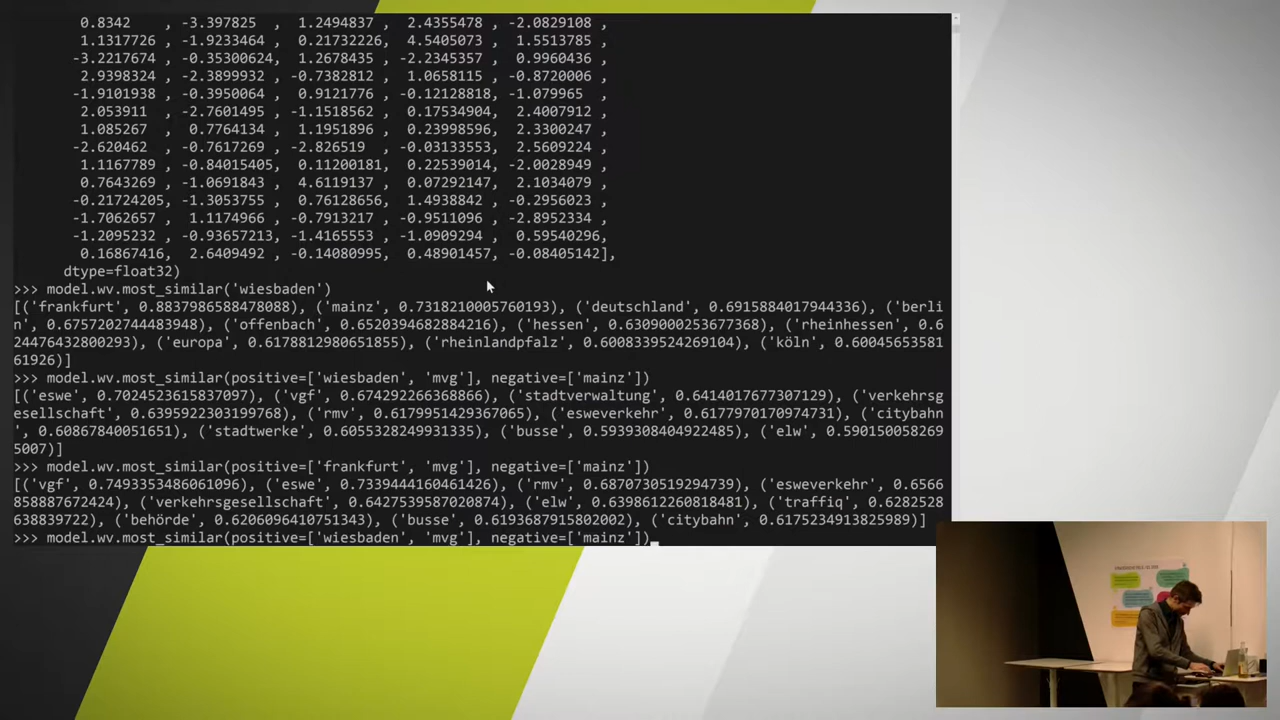 0.8342    , -3.397825  ,  1.2494837 ,  2.4355478 , -2.0829108 ,
1.1317726 , -1.9233464 ,  0.21732226,  4.5405073 ,  1.5513785 ,
-3.2217674 , -0.35300624,  1.2678435 , -2.2345357 ,  0.9960436 ,
2.9398324 , -2.3899932 , -0.7382812 ,  1.0658115 , -0.8720006 ,
-1.9101938 , -0.3950064 ,  0.9121776 , -0.12128818, -1.079965  ,
2.053911  , -2.7601495 , -1.1518562 ,  0.17534904,  2.4007912 ,
1.085267  ,  0.7764134 ,  1.1951896 ,  0.23998596,  2.3300247 ,
-2.620462  , -0.7617269 , -2.826519  , -0.03133553,  2.5609224 ,
1.1167789 , -0.84015405,  0.11200181,  0.22539014, -2.0028949 ,
0.7643269 , -1.0691843 ,  4.6119137 ,  0.07292147,  2.1034079 ,
-0.21724205, -1.3053755 ,  0.76128656,  1.4938842 , -0.2956023 ,
-1.7062657 ,  1.1174966 , -0.7913217 , -0.9511096 , -2.8952334 ,
-1.2095232 , -0.93657213, -1.4165553 , -1.0909294 ,  0.59540296,
0.16867416,  2.6409492 , -0.14080995,  0.48901457, -0.08405142],
dtype=float32)
>>> model.wv.most_similar('wiesbaden')
[('frankfurt', 0.8837986588478088), ('mainz', 0.7318210005760193), ('deutschland', 0.6915884017944336), ('berli
n', 0.6757202744483948), ('offenbach', 0.6520394682884216), ('hessen', 0.6309000253677368), ('rheinhessen', 0.6
244476432800293), ('europa', 0.6178812980651855), ('rheinlandpfalz', 0.6008339524269104), ('köln', 0.60045653581
61926)]
>>> model.wv.most_similar(positive=['wiesbaden', 'mvg'], negative=['mainz'])
[('eswe', 0.7024523615837097), ('vgf', 0.674292266368866), ('stadtverwaltung', 0.6414017677307129), ('verkehrsg
esellschaft', 0.6395922303199768), ('rmv', 0.6179951429367065), ('esweverkehr', 0.6177970170974731), ('citybahn
', 0.60867840051651), ('stadtwerke', 0.6055328249931335), ('busse', 0.5939308404922485), ('elw', 0.590150058269
5007)]
>>> model.wv.most_similar(positive=['frankfurt', 'mvg'], negative=['mainz'])
[('vgf', 0.7493353486061096), ('eswe', 0.7339444160461426), ('rmv', 0.6870730519294739), ('esweverkehr', 0.6566
858887672424), ('verkehrsgesellschaft', 0.6427539587020874), ('elw', 0.6398612260818481), ('traffiq', 0.6282528
638839722), ('behörde', 0.6206096410751343), ('busse', 0.6193687915802002), ('citybahn', 0.6175234913825989)]
>>> model.wv.most_similar(positive=['wiesbaden', 'mvg'], negative=['mainz'])